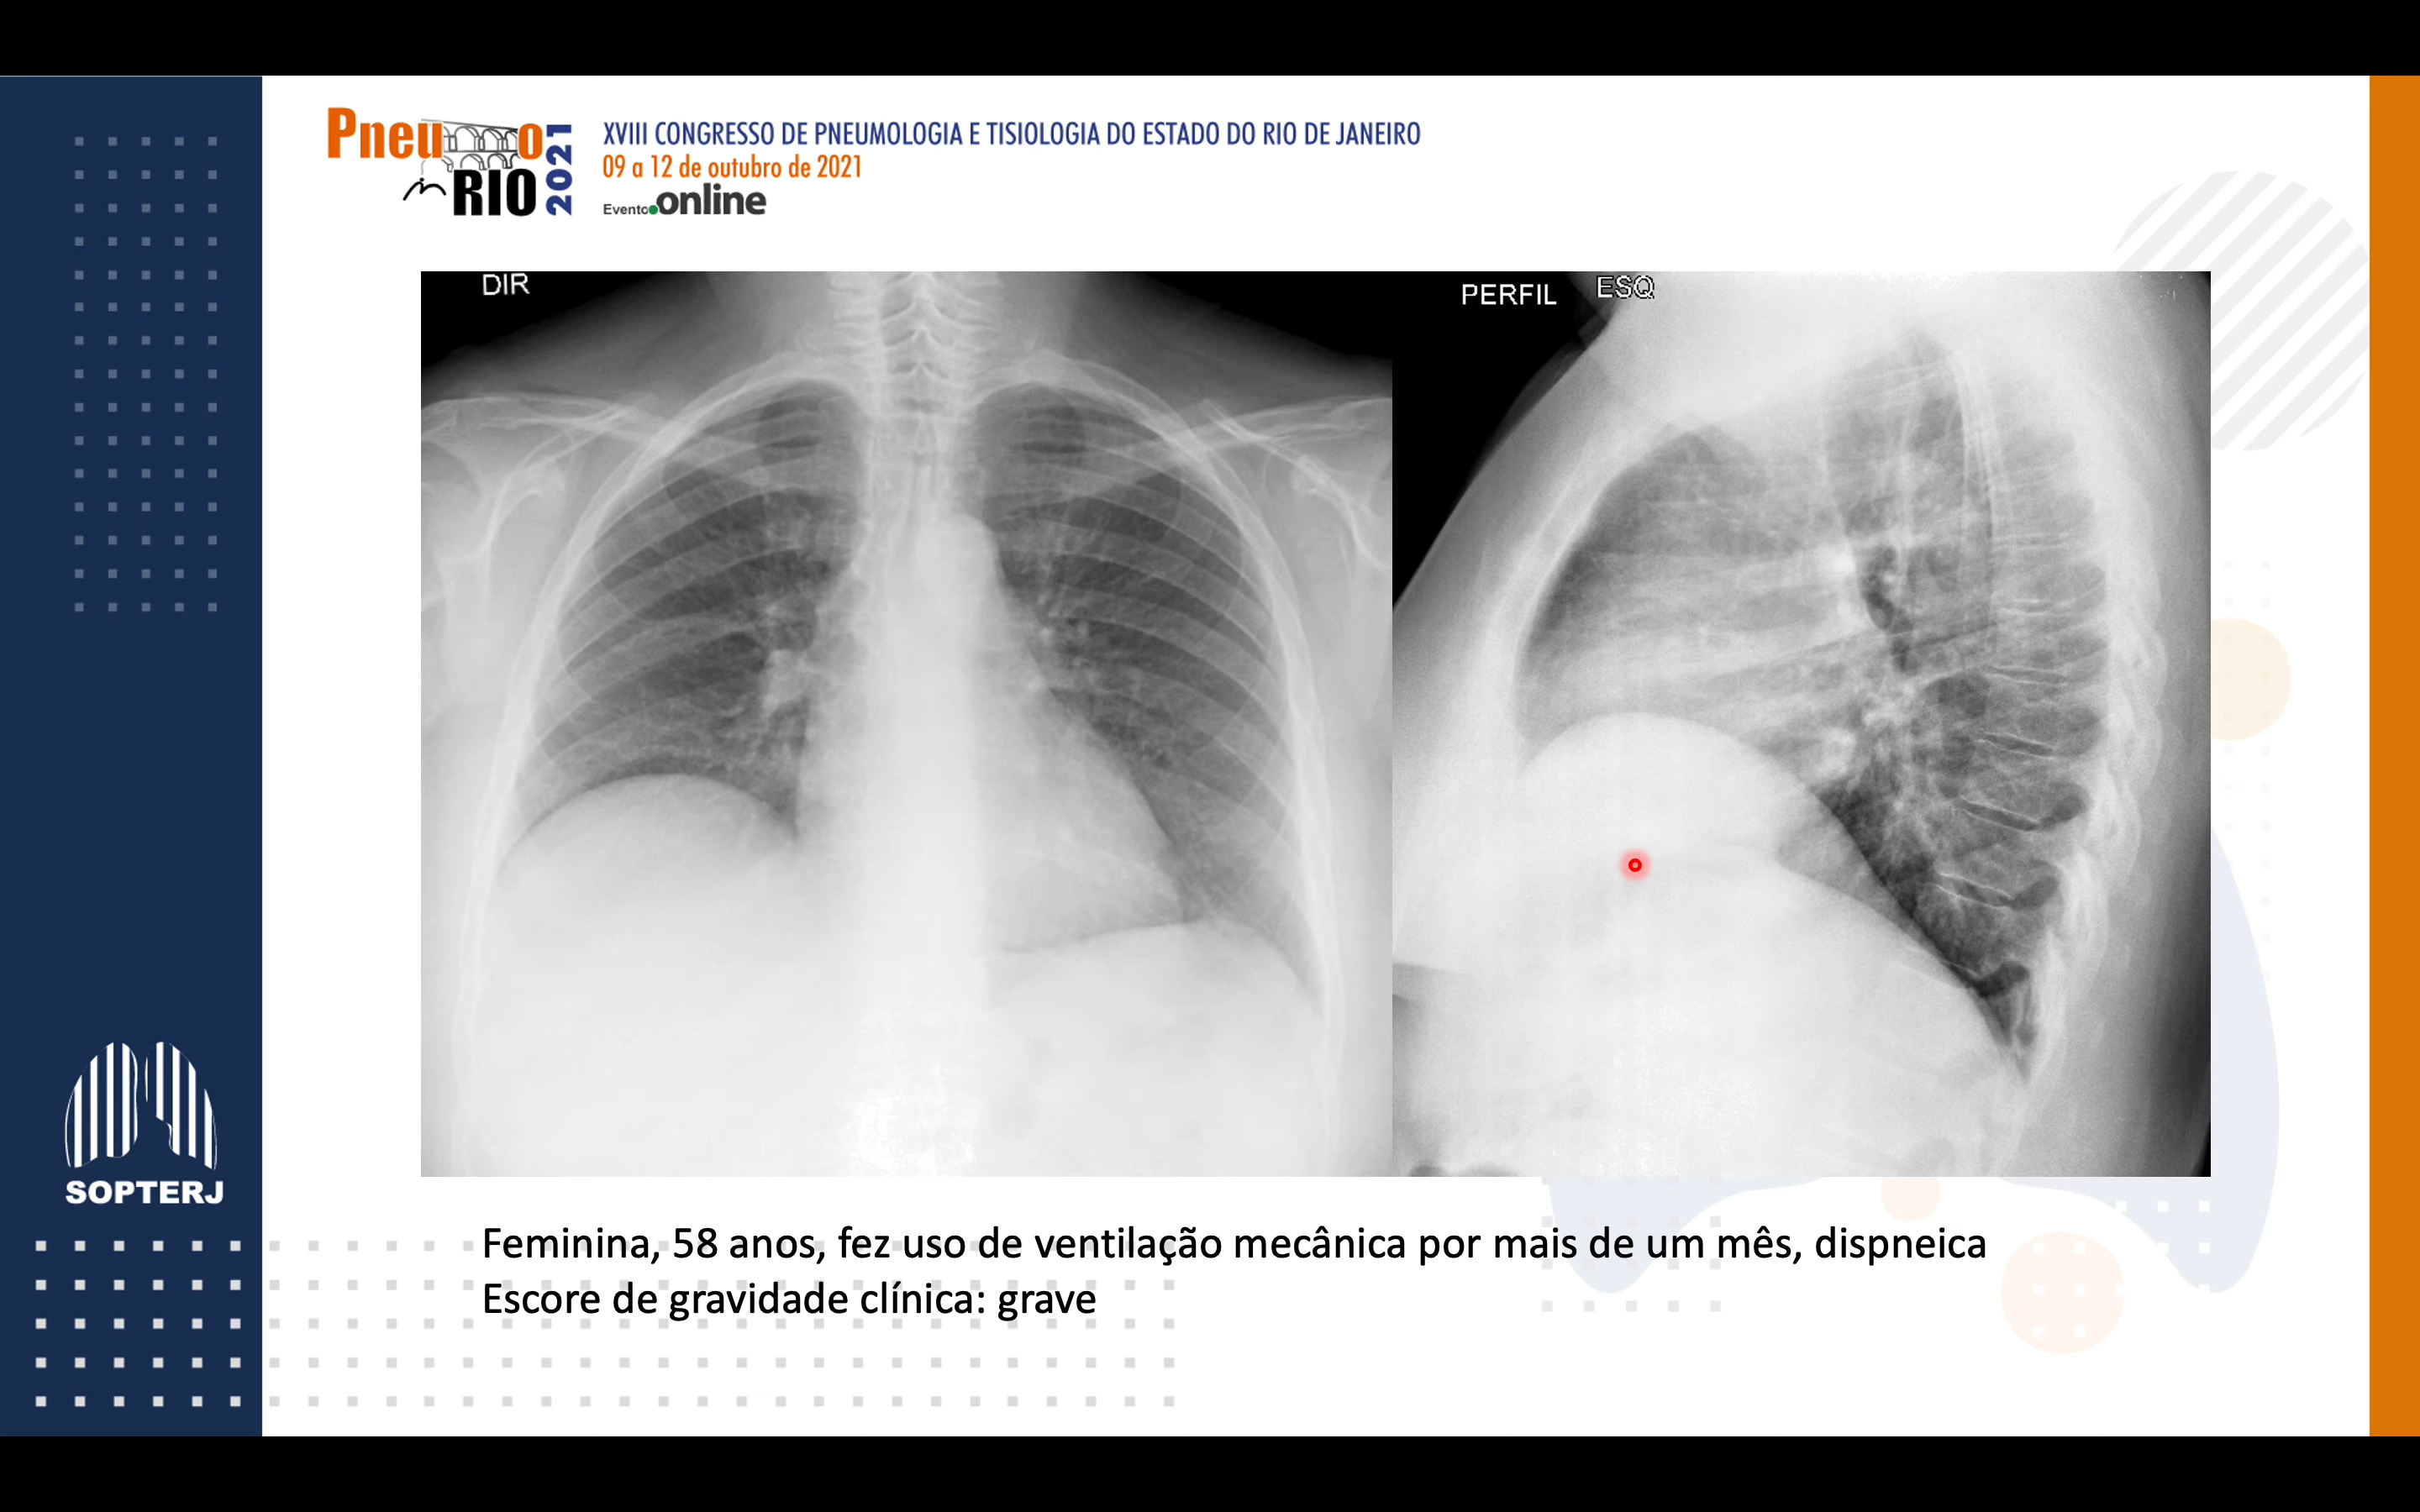 Pneu o
in RIO
2021
XVIII CONGRESSO DE PNEUMOLOGIA E TISIOLOGIA DO ESTADO DO RIO DE JANEIRO
09 a 12 de outubro de 2021
Evento online
DIR
PERFIL ESQ
SOPTERJ
Feminina, 58 anos, fez uso de ventilação mecânica por mais de um mês, dispneica
Escore de gravidade clínica: grave